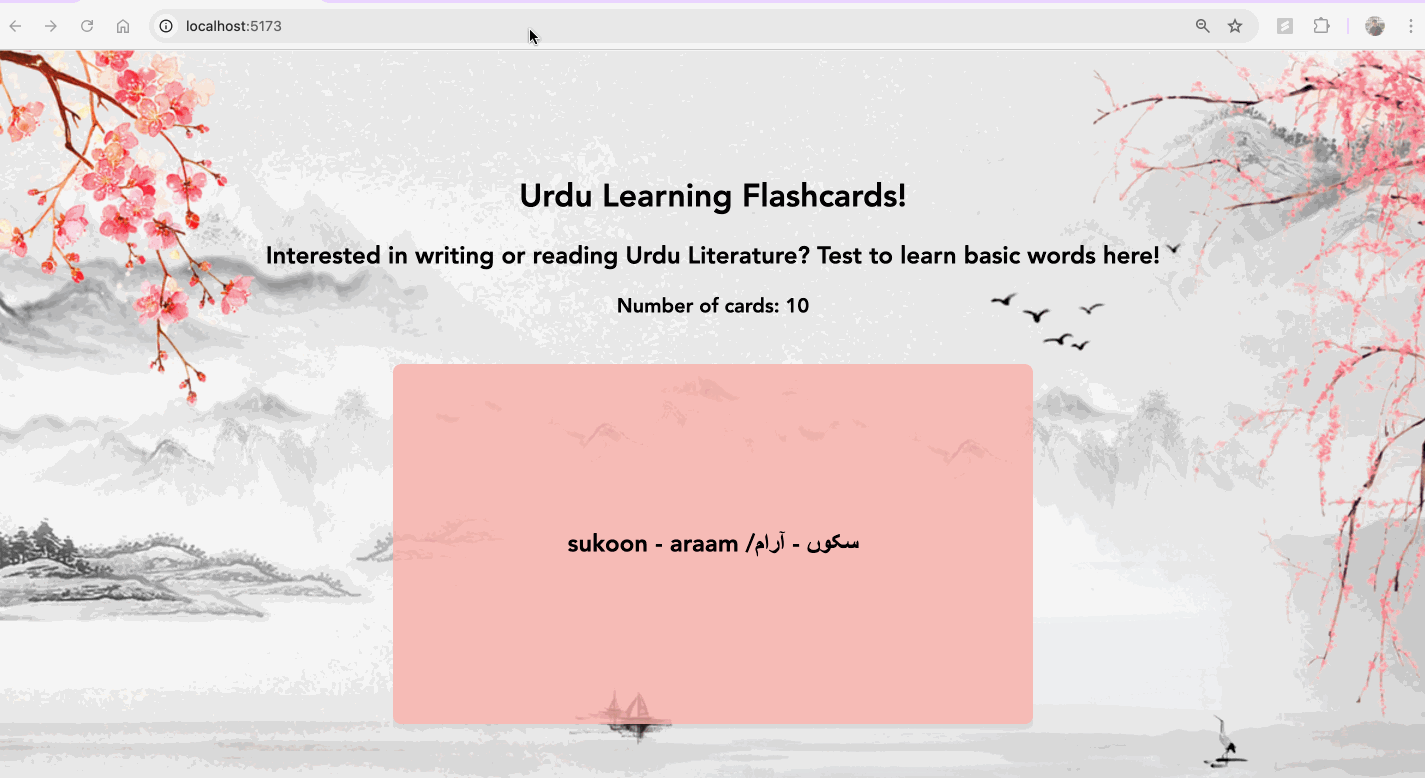 localhost:5173
Urdu Learning Flashcards!
Interested in writing or reading Urdu Literature? Test to learn basic words here!
Number of cards: 10
sukoon - araam /سکوں - آرام